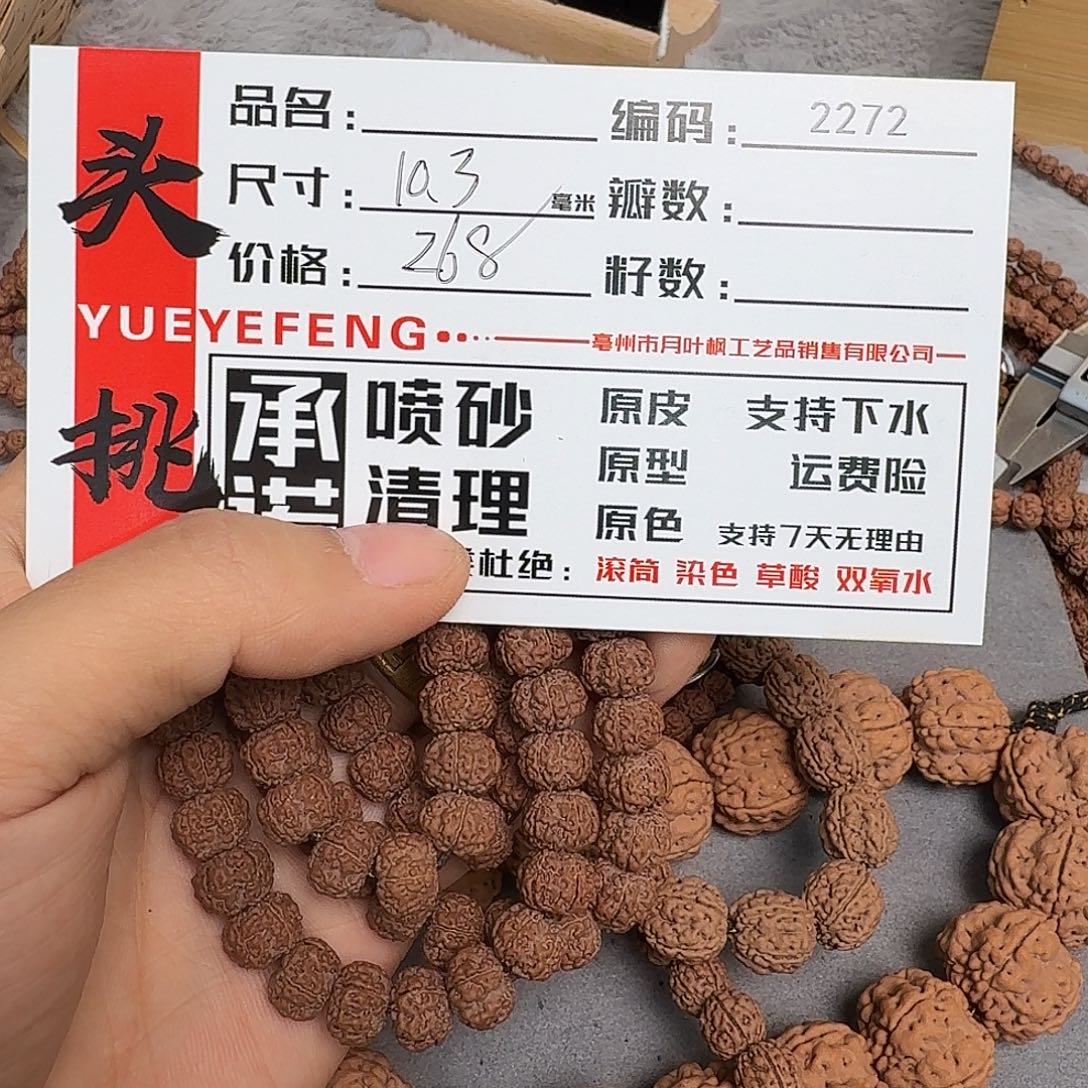 头挑
品名： 编码：2272
尺寸：10.3毫米 瓣数：
价格：268 籽数：
YUEYEFENG
亳州市月叶枫工艺品销售有限公司
承诺
喷砂 原皮 支持下水
清理 原型 运费险
原色 支持7天无理由
杜绝：滚筒 染色 草酸 双氧水